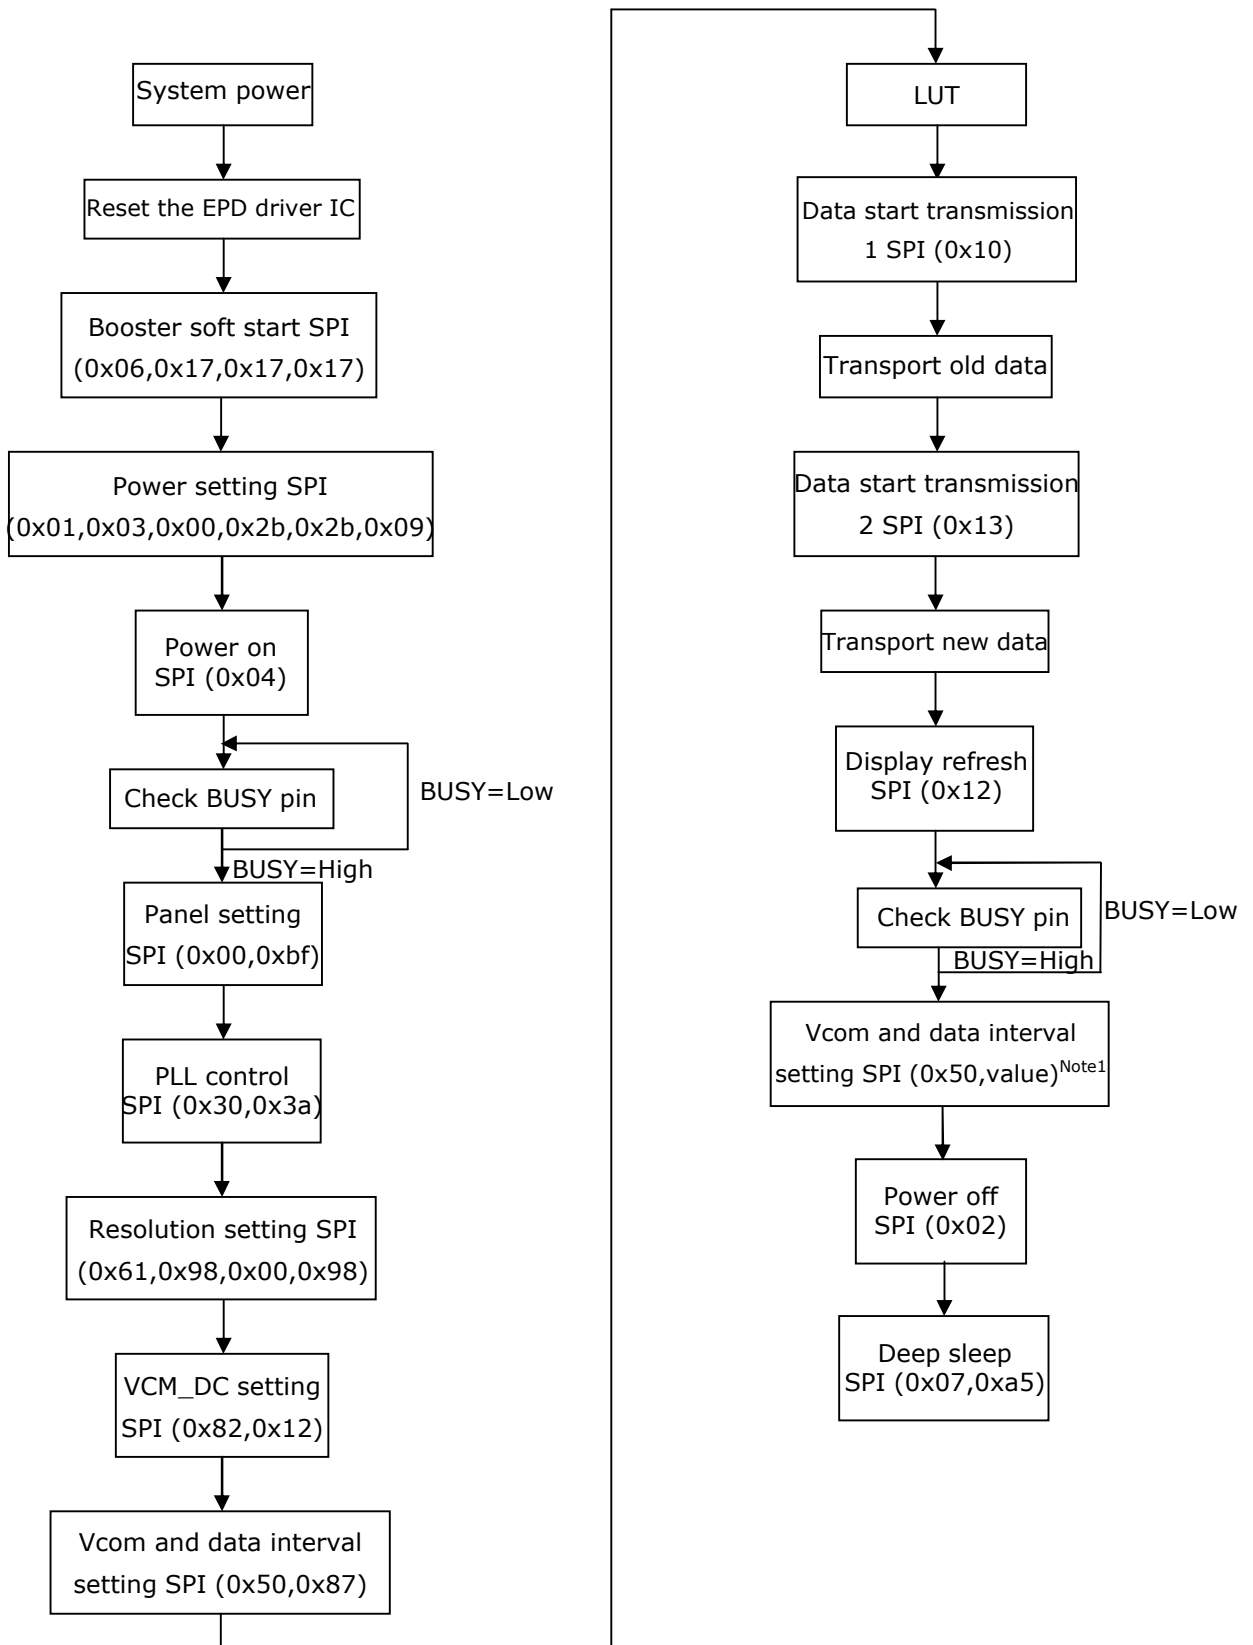 System power
Reset the EPD driver IC
Booster soft start SPI
(0x06,0x17,0x17,0x17)
Power setting SPI
(0x01,0x03,0x00,0x2b,0x2b,0x09)
Power on
SPI (0x04)
Check BUSY pin
BUSY=Low
BUSY=High
Panel setting
SPI (0x00,0xbf)
PLL control
SPI (0x30,0x3a)
Resolution setting SPI
(0x61,0x98,0x00,0x98)
VCM_DC setting
SPI (0x82,0x12)
Vcom and data interval
setting SPI (0x50,0x87)
LUT
Data start transmission
1 SPI (0x10)
Transport old data
Data start transmission
2 SPI (0x13)
Transport new data
Display refresh
SPI (0x12)
Check BUSY pin
BUSY=Low
BUSY=High
Vcom and data interval
setting SPI (0x50,value)Note1
Power off
SPI (0x02)
Deep sleep
SPI (0x07,0xa5)